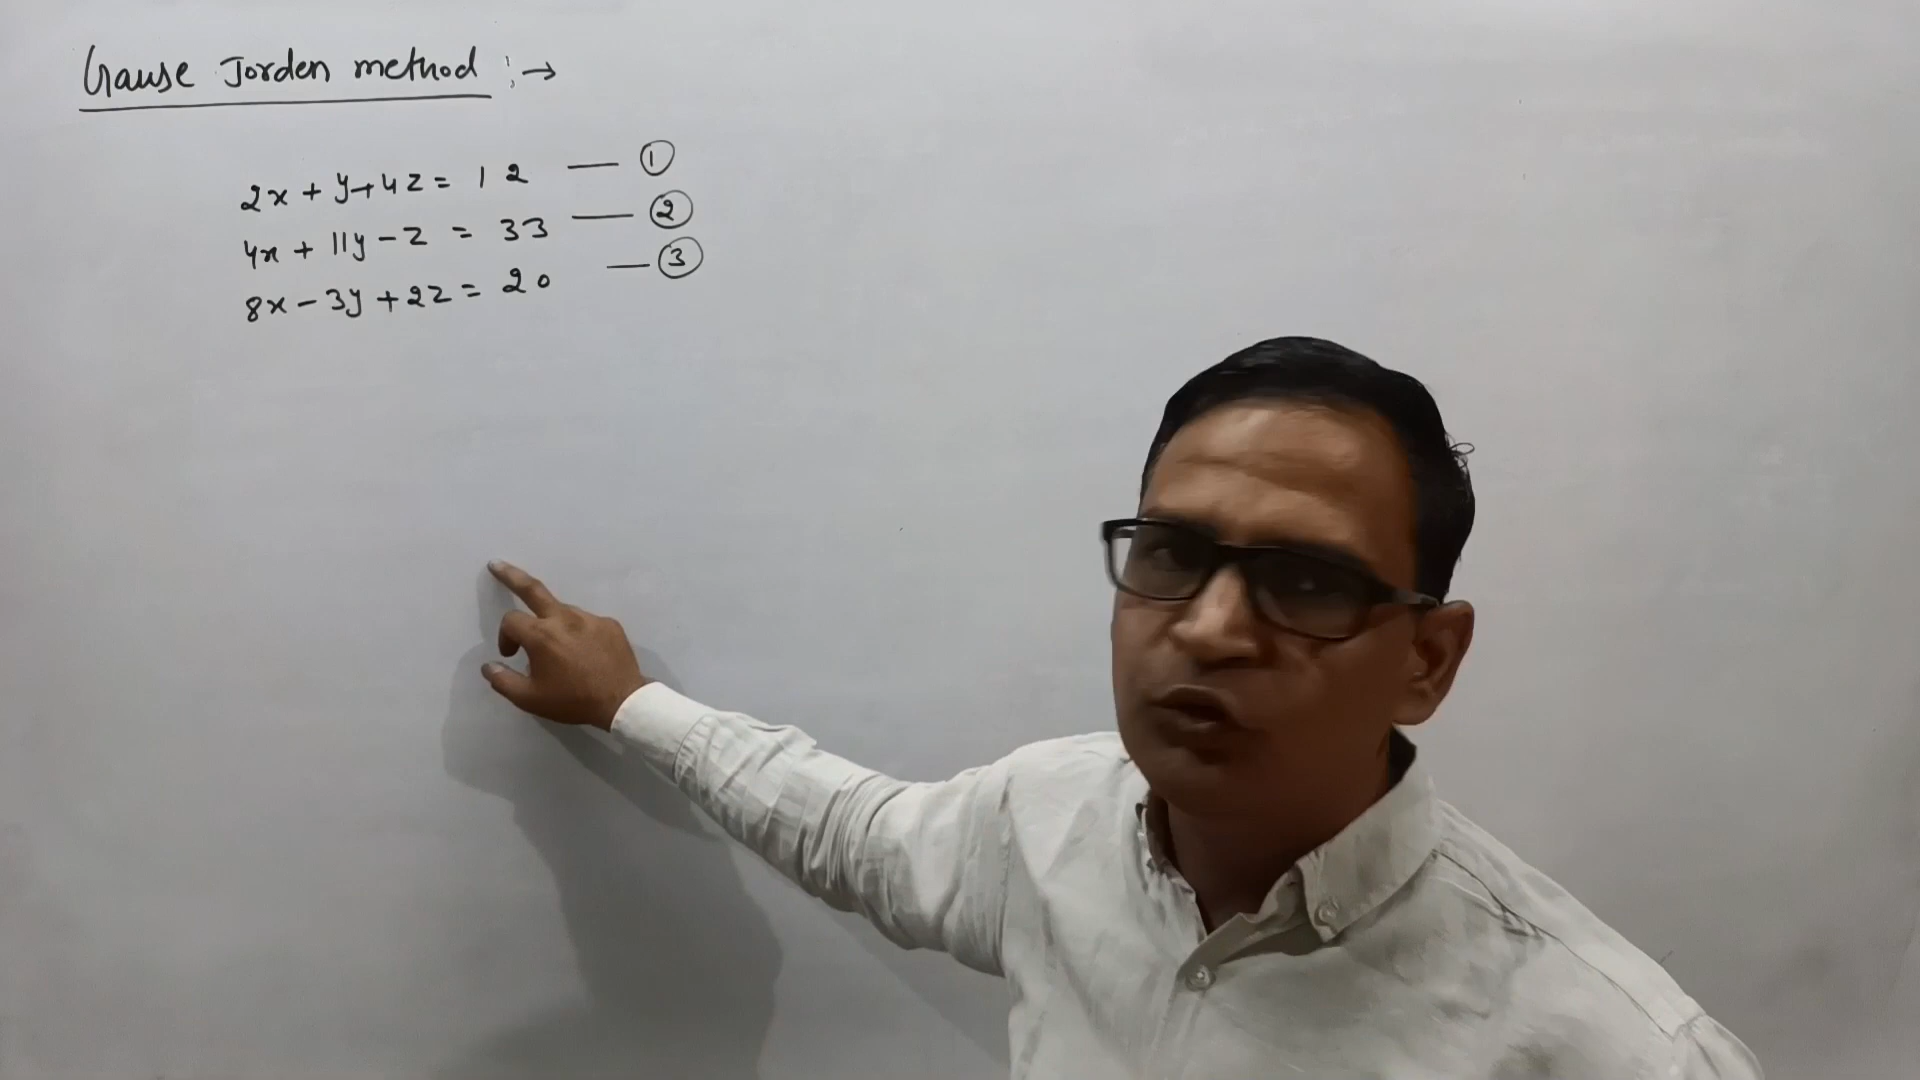 Gause Jorden method :→
2x + y + 4z = 12 — ①
4x + 11y - z = 33 — ②
8x - 3y + 2z = 20 — ③